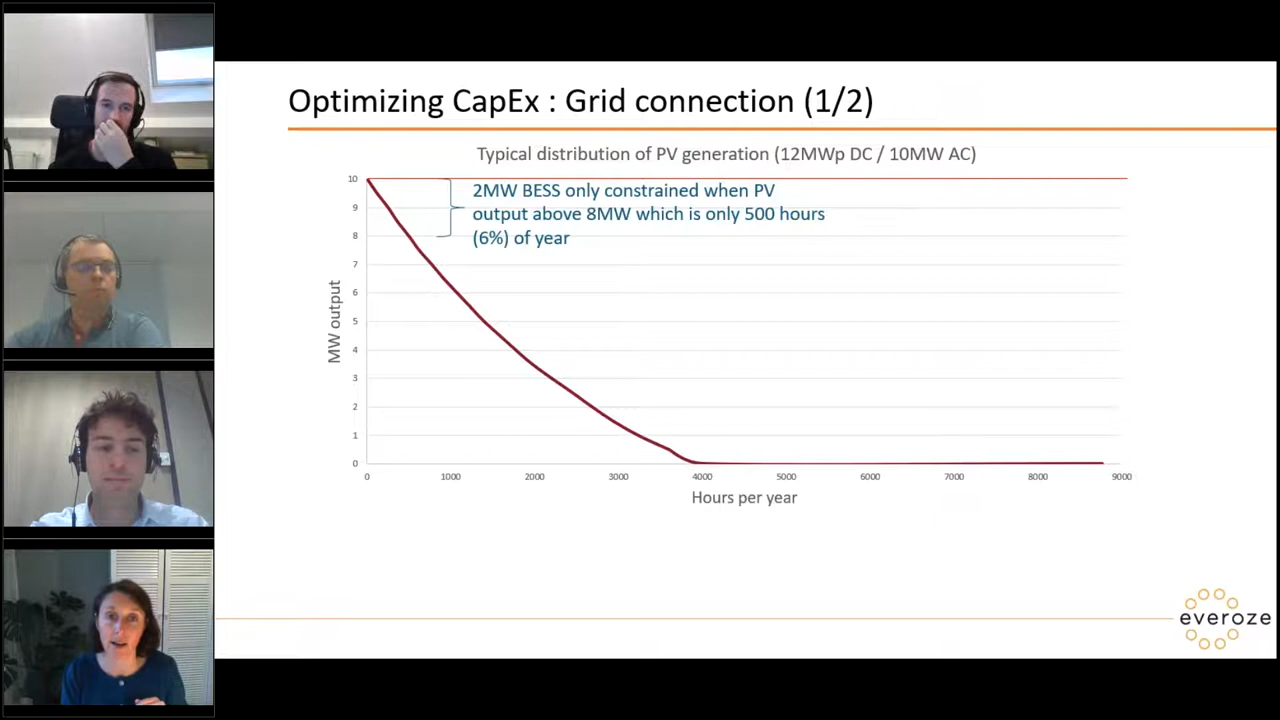 Optimizing CapEx : Grid connection (1/2)
Typical distribution of PV generation (12MWp DC / 10MW AC)
2MW BESS only constrained when PV
output above 8MW which is only 500 hours
(6%) of year
MW output
10
9
8
7
6
5
4
3
2
1
0
0 1000 2000 3000 4000 5000 6000 7000 8000 9000
Hours per year
everoze